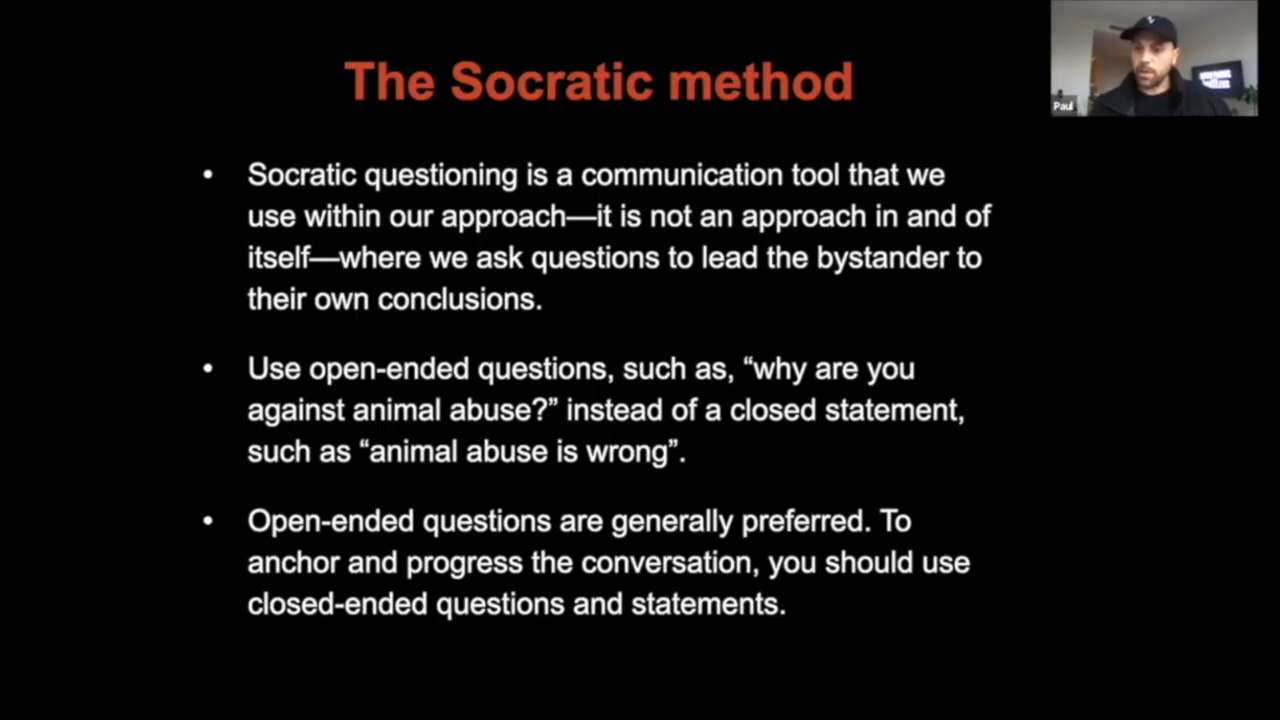 The Socratic method
Paul
• Socratic questioning is a communication tool that we
use within our approach—it is not an approach in and of
itself—where we ask questions to lead the bystander to
their own conclusions.
• Use open-ended questions, such as, “why are you
against animal abuse?” instead of a closed statement,
such as “animal abuse is wrong”.
• Open-ended questions are generally preferred. To
anchor and progress the conversation, you should use
closed-ended questions and statements.